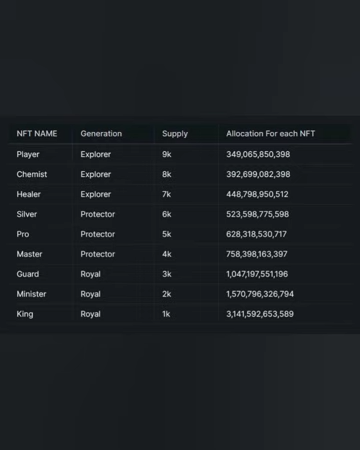 NFT NAME Generation Supply Allocation For each NFT
Player Explorer 9k 349,065,850,398
Chemist Explorer 8k 392,699,082,398
Healer Explorer 7k 448,798,950,512
Silver Protector 6k 523,598,775,598
Pro Protector 5k 628,318,530,717
Master Protector 4k 758,398,163,397
Guard Royal 3k 1,047,197,551,196
Minister Royal 2k 1,570,796,326,794
King Royal 1k 3,141,592,653,589